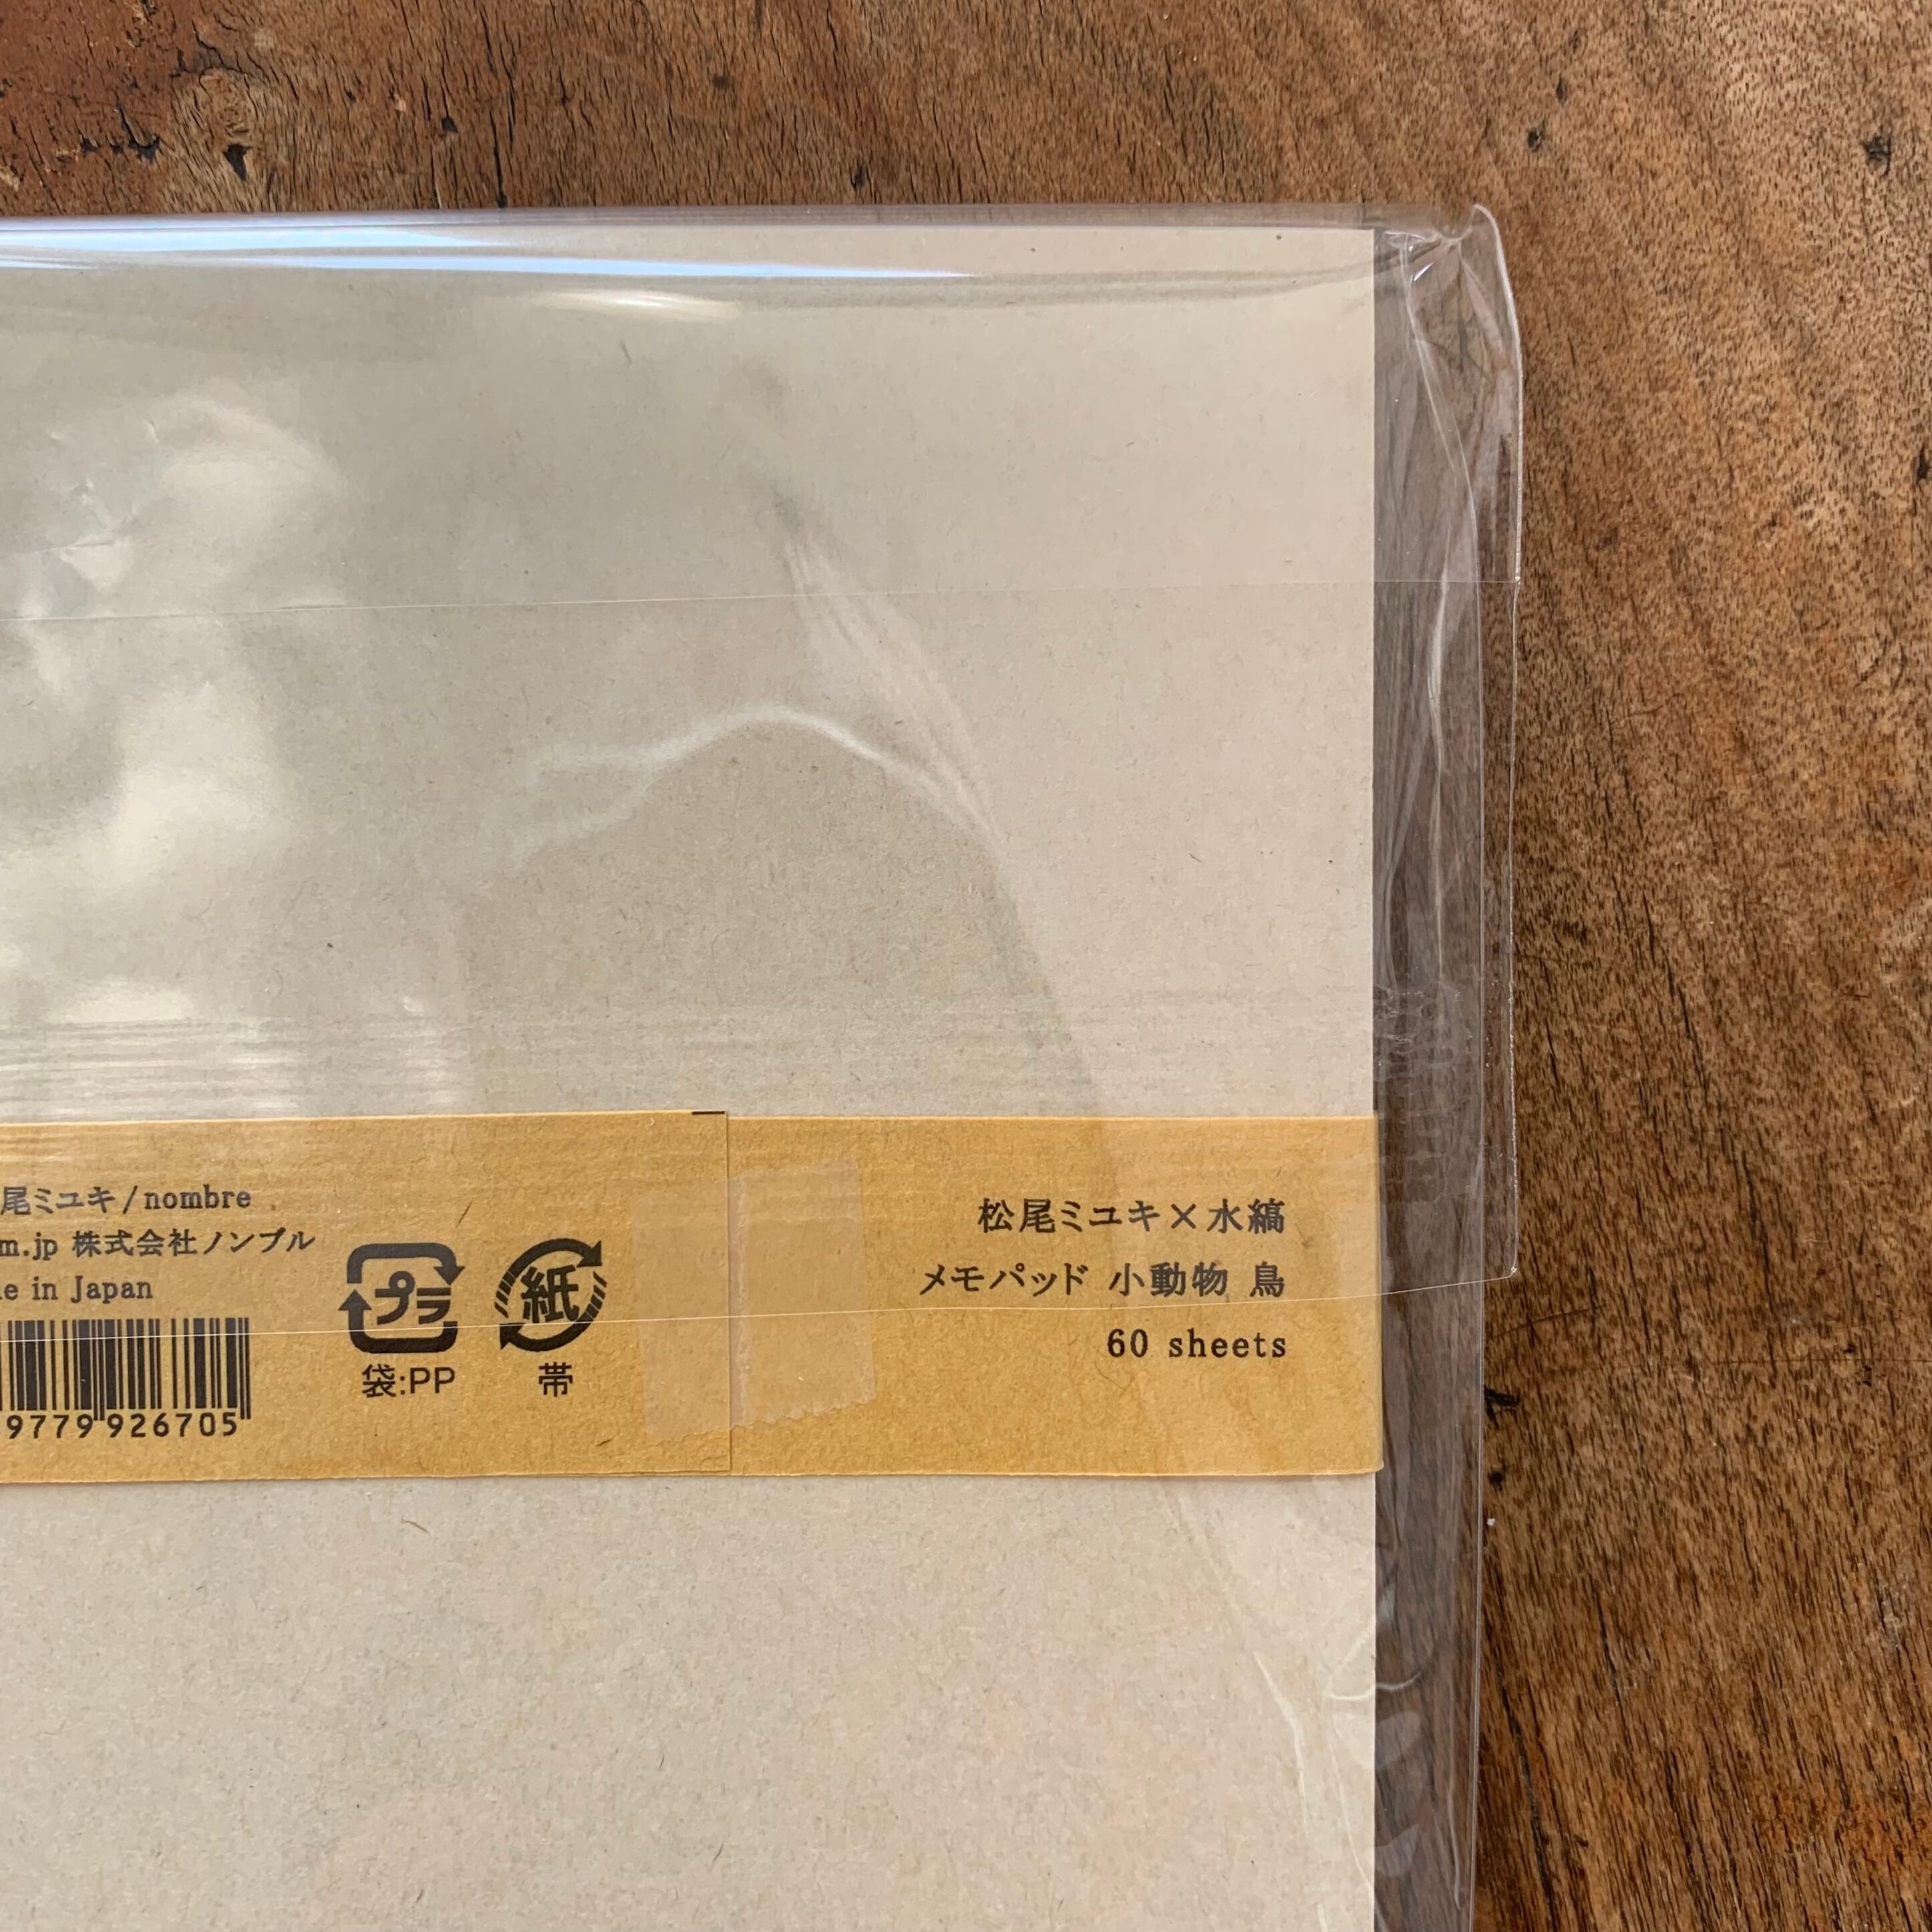 尾ミユキ/nombre
m.jp 株式会社ノンブル
e in Japan
プラ
紙
袋:PP
帯
9779926705
松尾ミユキ×水縞
メモパッド 小動物 鳥
60 sheets